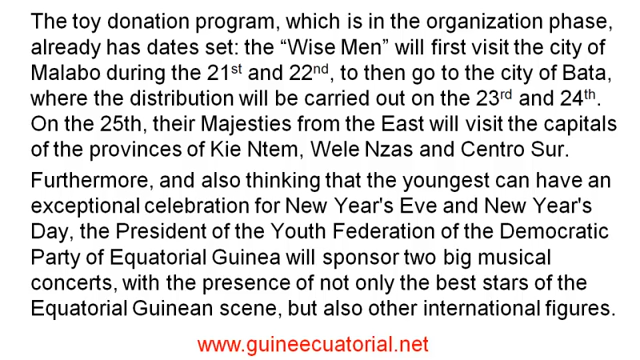 The toy donation program, which is in the organization phase,
already has dates set: the “Wise Men” will first visit the city of
Malabo during the 21st and 22nd, to then go to the city of Bata,
where the distribution will be carried out on the 23rd and 24th.
On the 25th, their Majesties from the East will visit the capitals
of the provinces of Kie Ntem, Wele Nzas and Centro Sur.
Furthermore, and also thinking that the youngest can have an
exceptional celebration for New Year's Eve and New Year's
Day, the President of the Youth Federation of the Democratic
Party of Equatorial Guinea will sponsor two big musical
concerts, with the presence of not only the best stars of the
Equatorial Guinean scene, but also other international figures.
www.guineecuatorial.net